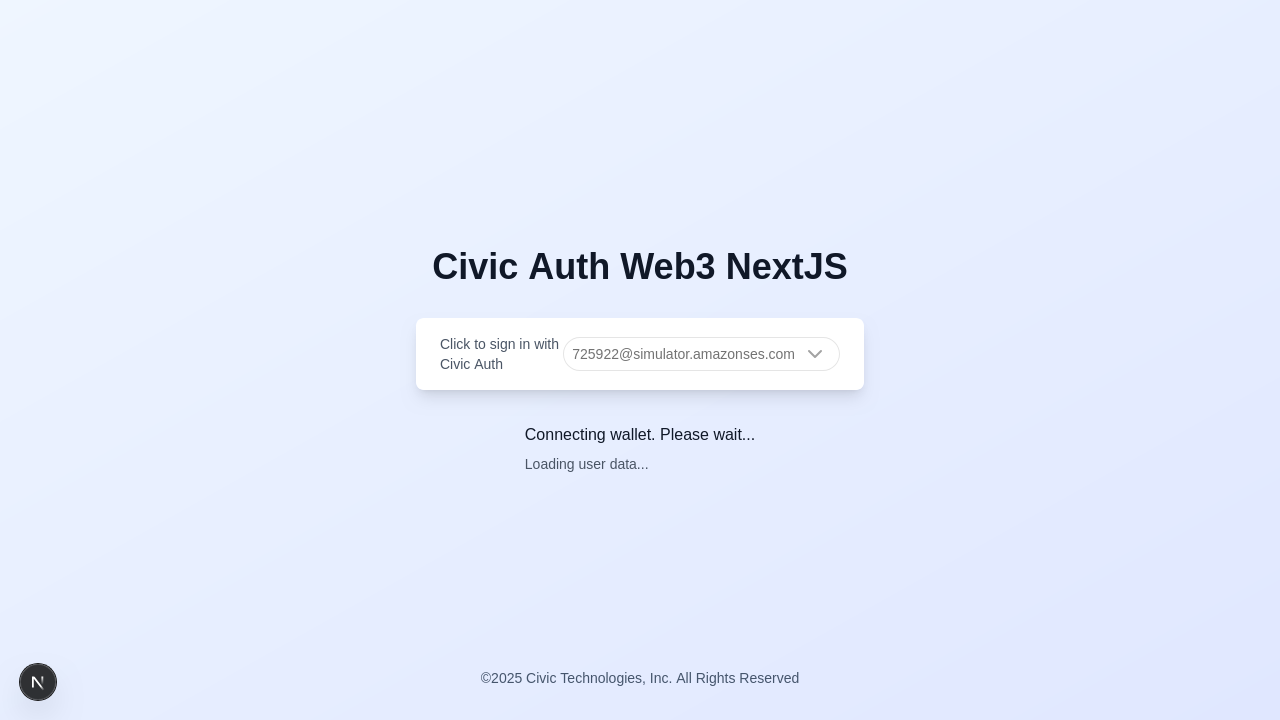 Civic Auth Web3 NextJS
Click to sign in with
Civic Auth
725922@simulator.amazonses.com
Connecting wallet. Please wait...
Loading user data...
©2025 Civic Technologies, Inc. All Rights Reserved
N